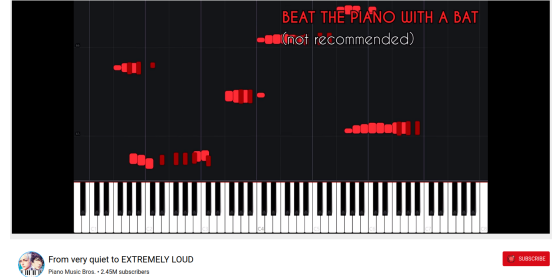 BEAT THE PIANO WITH A BAT
(not recommended)
C4
From very quiet to EXTREMELY LOUD
Piano Music Bros. • 2.45M subscribers
SUBSCRIBE